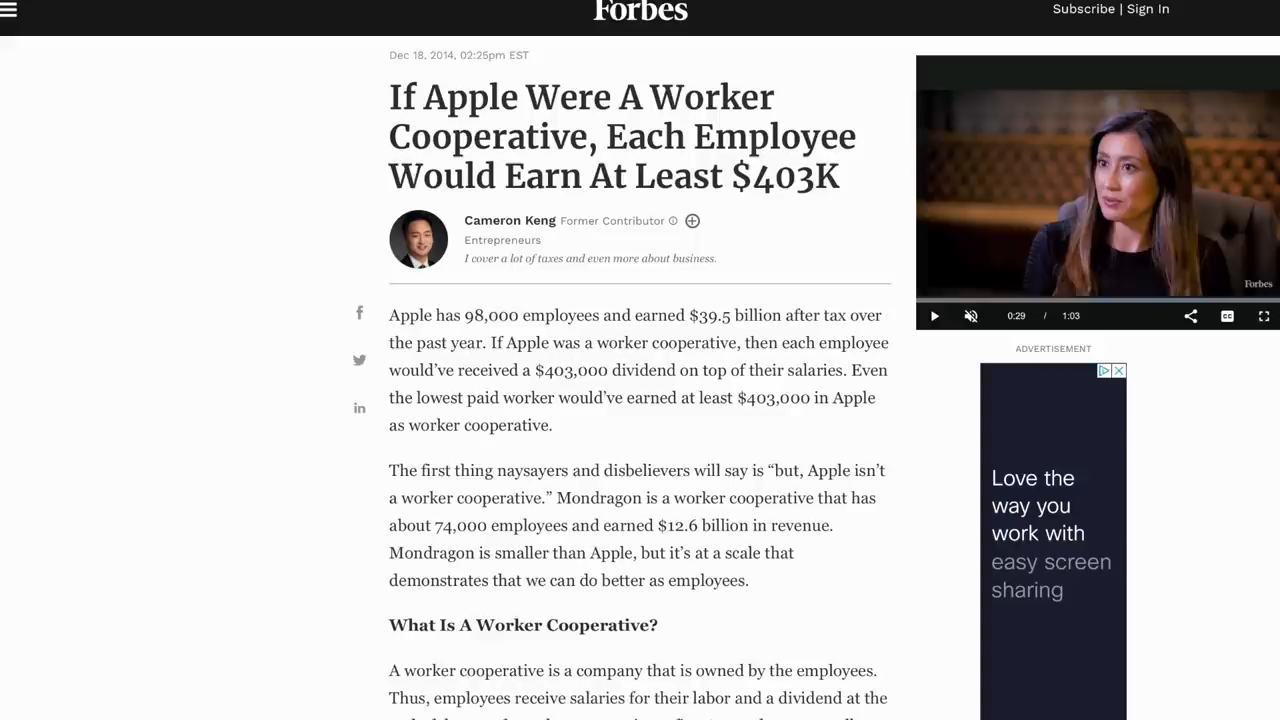 Forbes
Subscribe | Sign In
Dec 18, 2014, 02:25pm EST
If Apple Were A Worker
Cooperative, Each Employee
Would Earn At Least $403K
Cameron Keng Former Contributor
Entrepreneurs
I cover a lot of taxes and even more about business.
Apple has 98,000 employees and earned $39.5 billion after tax over
the past year. If Apple was a worker cooperative, then each employee
would’ve received a $403,000 dividend on top of their salaries. Even
the lowest paid worker would’ve earned at least $403,000 in Apple
as worker cooperative.
The first thing naysayers and disbelievers will say is “but, Apple isn’t
a worker cooperative.” Mondragon is a worker cooperative that has
about 74,000 employees and earned $12.6 billion in revenue.
Mondragon is smaller than Apple, but it’s at a scale that
demonstrates that we can do better as employees.
What Is A Worker Cooperative?
A worker cooperative is a company that is owned by the employees.
Thus, employees receive salaries for their labor and a dividend at the
Forbes
0:29 / 1:03
CC
ADVERTISEMENT
Love the
way you
work with
easy screen
sharing